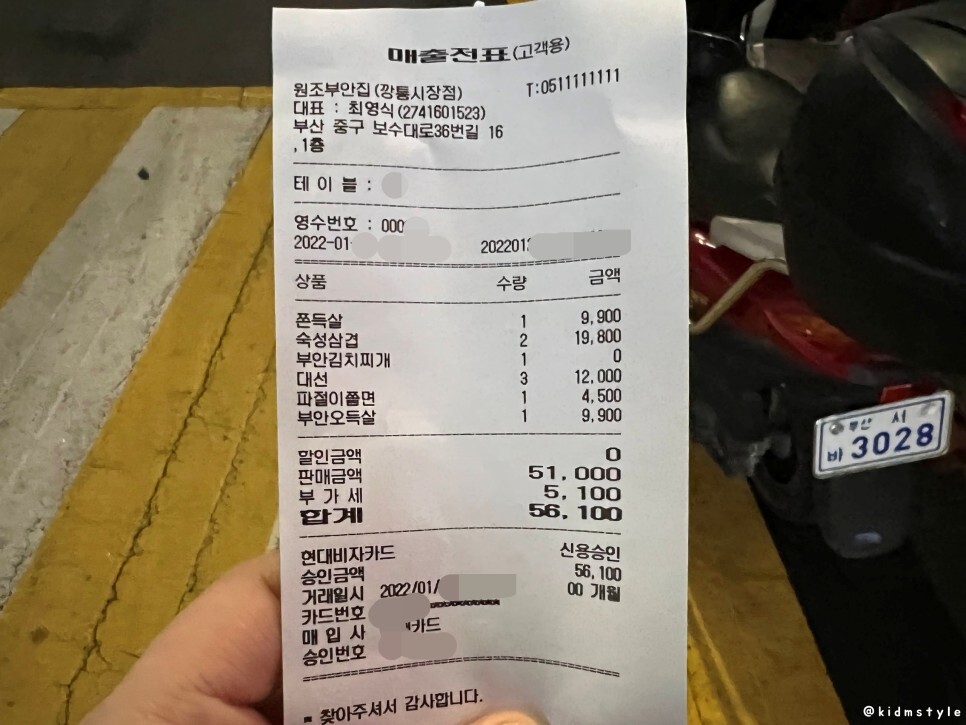 매출전표(고객용)
원조부안집(깡통시장점) T:0511111111
대표 : 최영식(2741601523)
부산 중구 보수대로36번길 16
,1층
테 이 블 :
영수번호 : 000
2022-01- 2022013
상품 수량 금액
쫀득살 1 9,900
숙성삼겹 2 19,800
부안김치찌개 1 0
대선 3 12,000
파절이쫄면 1 4,500
부안오득살 1 9,900
할인금액 0
판매금액 51,000
부 가 세 5,100
합계 56,100
현대비자카드 신용승인
승인금액 56,100
거래일시 2022/01/ 00 개월
카드번호
매 입 사 카드
승인번호
* 찾아주셔서 감사합니다.
부산 서
바 3028
@kidmstyle